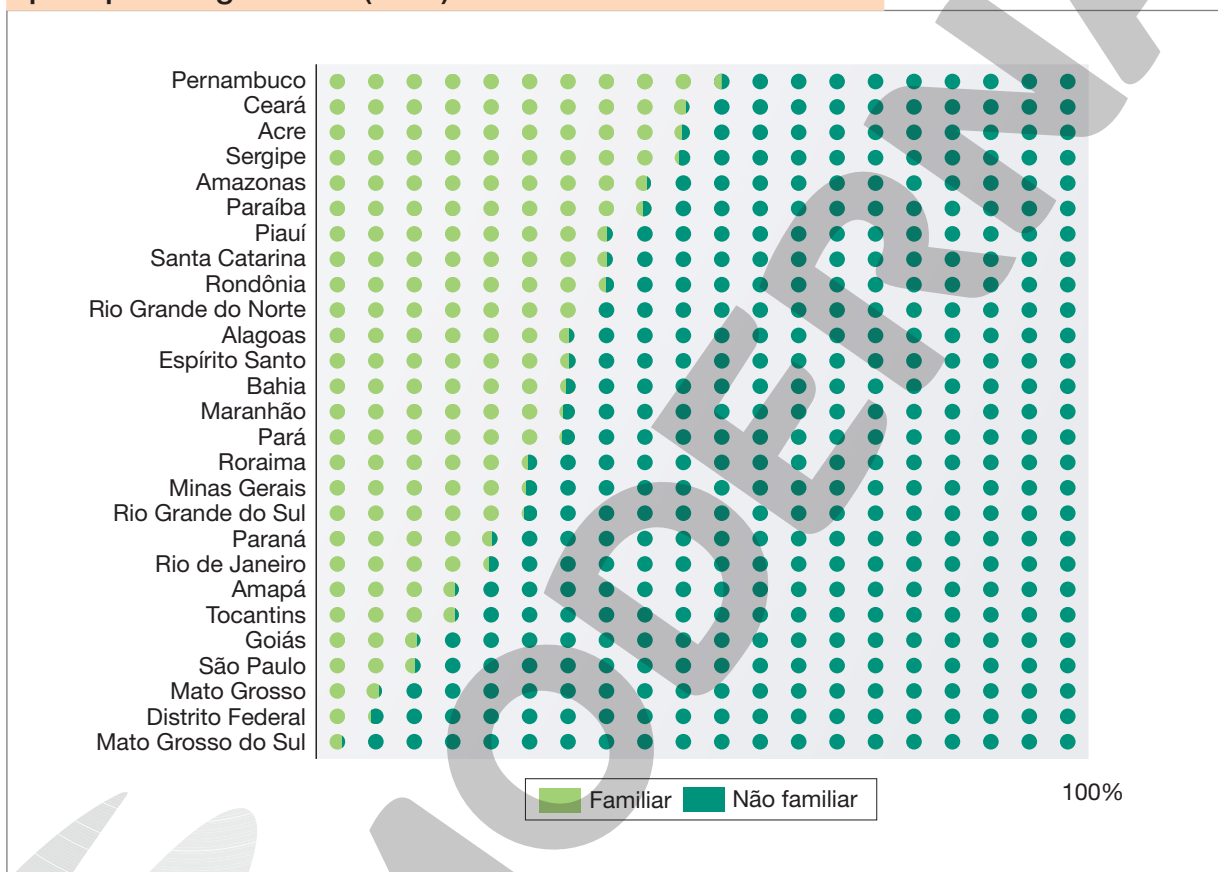 Pernambuco
Ceará
Acre
Sergipe
Amazonas
Paraíba
Piauí
Santa Catarina
Rondônia
Rio Grande do Norte
Alagoas
Espírito Santo
Bahia
Maranhão
Pará
Roraima
Minas Gerais
Rio Grande do Sul
Paraná
Rio de Janeiro
Amapá
Tocantins
Goiás
São Paulo
Mato Grosso
Distrito Federal
Mato Grosso do Sul
Familiar Não familiar 100%